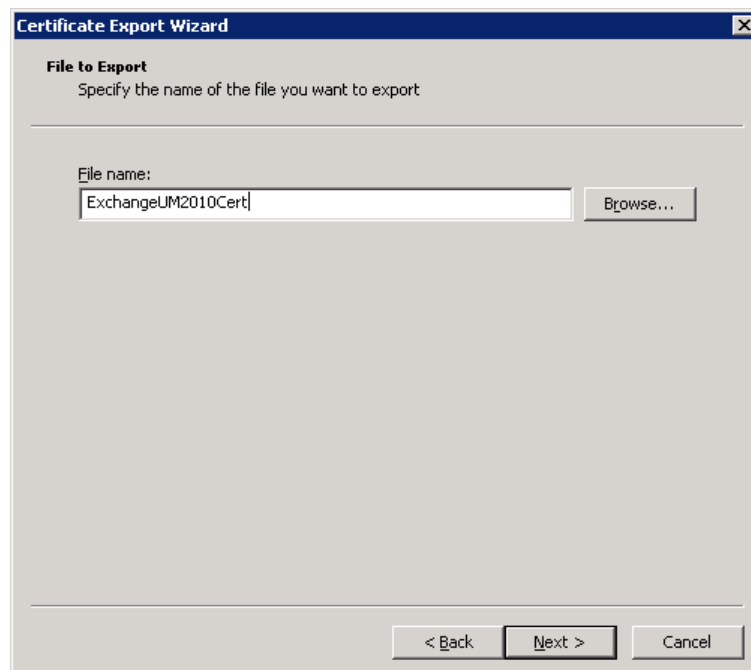 Certificate Export Wizard
File to Export
Specify the name of the file you want to export
File name:
ExchangeUM2010Cert
Browse...
< Back
Next >
Cancel